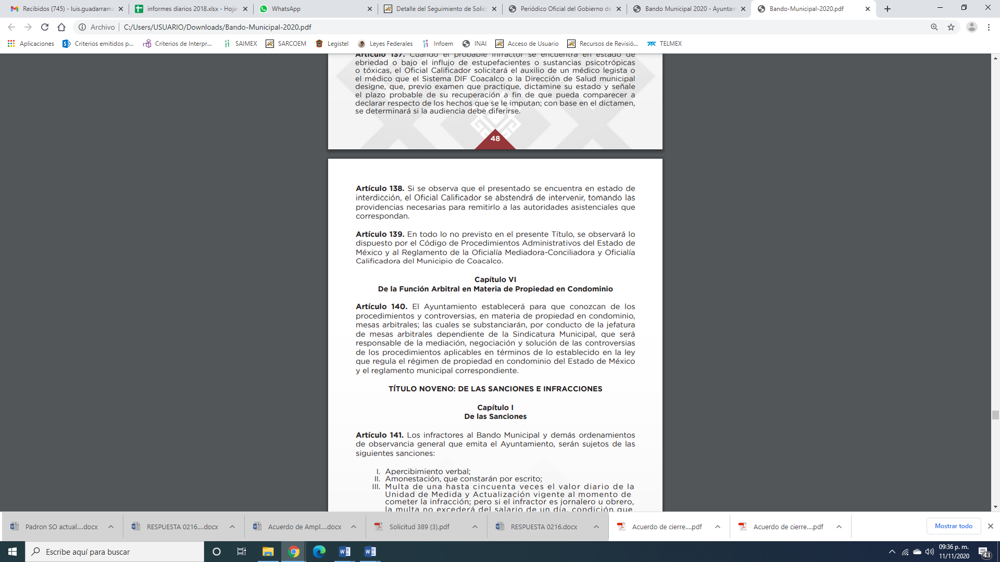 Recibidos (745) - luis.guadarrama
informes diarios 2018.xlsx - Hoja
WhatsApp
Detalle del Seguimiento de Solici
Periódico Oficial del Gobierno de
Bando Municipal 2020 - Ayuntam
Bando-Municipal-2020.pdf
Archivo
C:/Users/USUARIO/Downloads/Bando-Municipal-2020.pdf
Aplicaciones
Criterios emitidos p...
Criterios de Interpr...
SAIMEX
SARCOEM
Legistel
Leyes Federales
Infoem
INAI
Acceso de Usuario
Recursos de Revisió...
TELMEX
Artículo 137. Cuando el probable infractor se encuentra en estado de
ebriedad o bajo el influjo de estupefacientes o sustancias psicotrópicas
o tóxicas, el Oficial Calificador solicitará el auxilio de un médico legista o
el médico que el Sistema DIF Coacalco o la Dirección de Salud municipal
designe, que, previo examen que practique, dictamine su estado y señale
el plazo probable de su recuperación a fin de que pueda comparecer a
declarar respecto de los hechos que se le imputan; con base en el dictamen,
se determinará si la audiencia debe diferirse.
48
Artículo 138. Si se observa que el presentado se encuentra en estado de
interdicción, el Oficial Calificador se abstendrá de intervenir, tomando las
providencias necesarias para remitirlo a las autoridades asistenciales que
correspondan.
Artículo 139. En todo lo no previsto en el presente Título, se observará lo
dispuesto por el Código de Procedimientos Administrativos del Estado de
México y al Reglamento de la Oficialía Mediadora-Conciliadora y Oficialía
Calificadora del Municipio de Coacalco.
Capítulo VI
De la Función Arbitral en Materia de Propiedad en Condominio
Artículo 140. El Ayuntamiento establecerá para que conozcan de los
procedimientos y controversias, en materia de propiedad en condominio,
mesas arbitrales; las cuales se substanciarán, por conducto de la jefatura
de mesas arbitrales dependiente de la Sindicatura Municipal, que será
responsable de la mediación, negociación y solución de las controversias
de los procedimientos aplicables en términos de lo establecido en la ley
que regula el régimen de propiedad en condominio del Estado de México
y el reglamento municipal correspondiente.
TÍTULO NOVENO: DE LAS SANCIONES E INFRACCIONES
Capítulo I
De las Sanciones
Artículo 141. Los infractores al Bando Municipal y demás ordenamientos
de observancia general que emita el Ayuntamiento, serán sujetos de las
siguientes sanciones:
I. Apercibimiento verbal;
II. Amonestación, que constarán por escrito;
III. Multa de una hasta cincuenta veces el valor diario de la
Unidad de Medida y Actualización vigente al momento de
cometer la infracción; pero si el infractor es jornalero u obrero,
la multa no excederá del salario de un día, condición que
Padron SO actual....docx
RESPUESTA 0216....docx
Acuerdo de Ampl....docx
Solicitud 389 (3).pdf
RESPUESTA 0216.docx
Acuerdo de cierre....pdf
Acuerdo de cierre....pdf
Mostrar todo
Escribe aquí para buscar
09:36 p. m.
11/11/2020
43